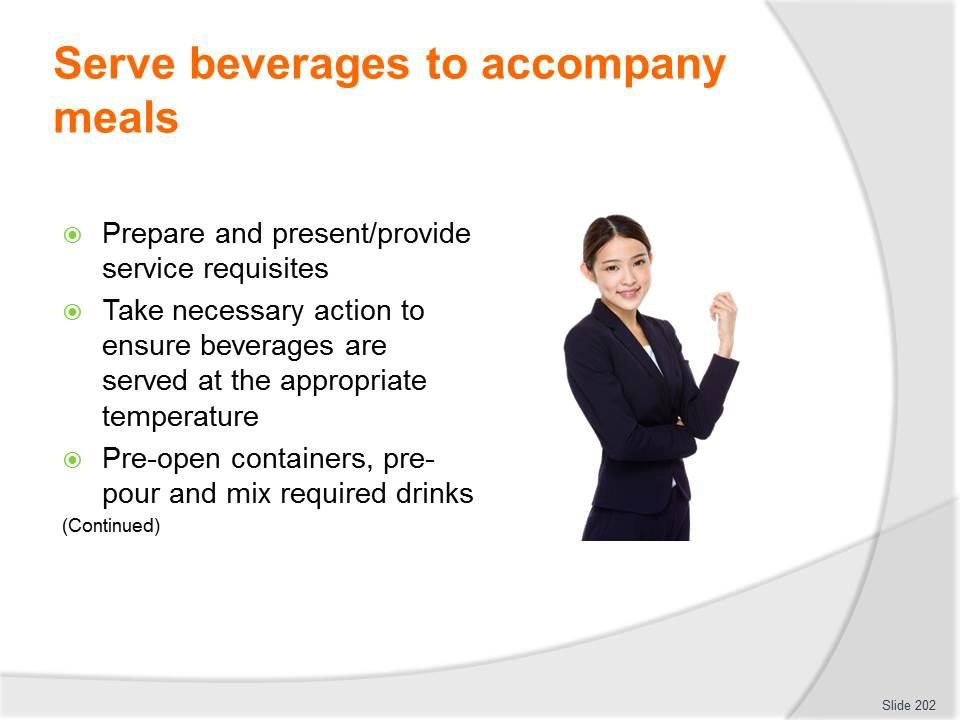 Serve beverages to accompany
meals
Prepare and present/provide
service requisites
Take necessary action to
ensure beverages are
served at the appropriate
temperature
Pre-open containers, pre-
pour and mix required drinks
(Continued)
Slide 202